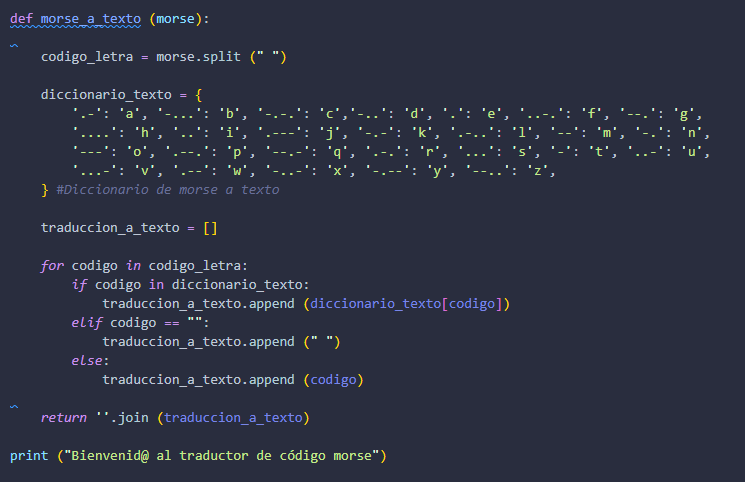 def morse_a_texto (morse):
codigo_letra = morse.split (" ")
diccionario_texto = {
'.-': 'a', '-...': 'b', '-.-.': 'c','-..': 'd', '.': 'e', '..-.': 'f', '--.': 'g',
'....': 'h', '..': 'i', '.---': 'j', '-.-': 'k', '.-..': 'l', '--': 'm', '-.': 'n',
'---': 'o', '.--.': 'p', '--.-': 'q', '.-.': 'r', '...': 's', '-': 't', '..-': 'u',
'...-': 'v', '.--': 'w', '-..-': 'x', '-.--': 'y', '--..': 'z',
} #Diccionario de morse a texto
traduccion_a_texto = []
for codigo in codigo_letra:
if codigo in diccionario_texto:
traduccion_a_texto.append (diccionario_texto[codigo])
elif codigo == "":
traduccion_a_texto.append (" ")
else:
traduccion_a_texto.append (codigo)
return ''.join (traduccion_a_texto)
print ("Bienvenid@ al traductor de código morse")